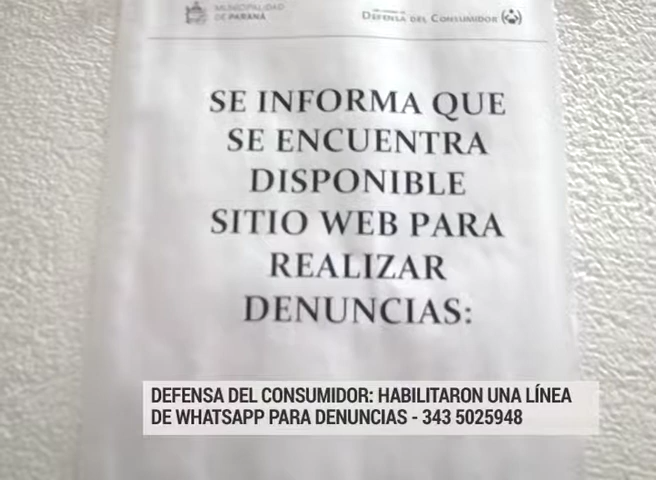 MUNICIPALIDAD
DE PARANÁ
DEFENSA DEL CONSUMIDOR
SE INFORMA QUE
SE ENCUENTRA
DISPONIBLE
SITIO WEB PARA
REALIZAR
DENUNCIAS:
DEFENSA DEL CONSUMIDOR: HABILITARON UNA LÍNEA
DE WHATSAPP PARA DENUNCIAS - 343 5025948